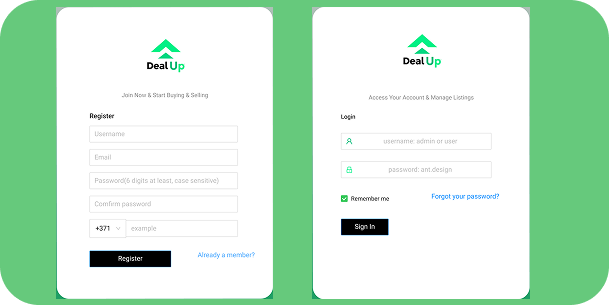 Deal Up
Join Now & Start Buying & Selling
Register
Username
Email
Password(6 digits at least, case sensitive)
Comfirm password
+371
example
Register
Already a member?
Deal Up
Access Your Account & Manage Listings
Login
username: admin or user
password: ant.design
Remember me
Forgot your password?
Sign In